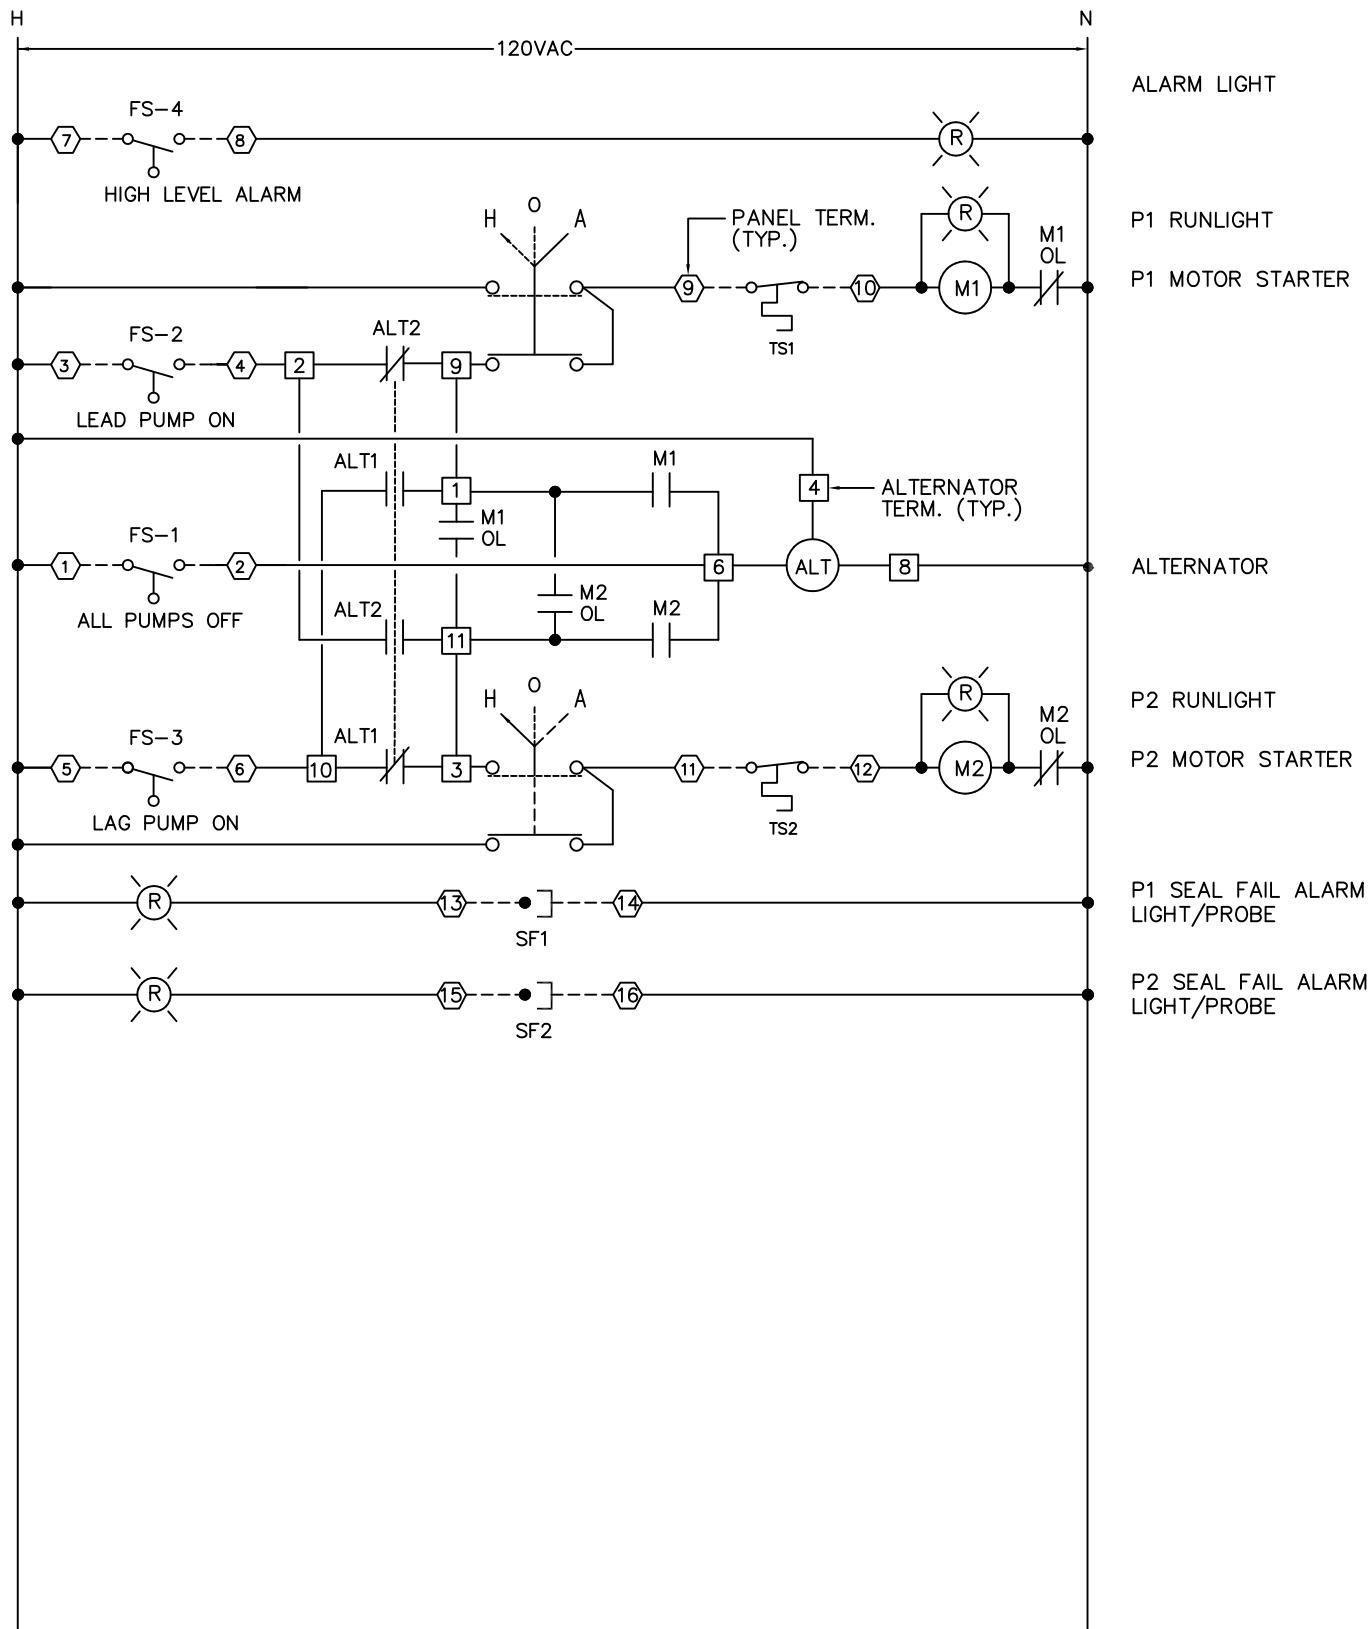 H N
120VAC
ALARM LIGHT
FS-4
7 8 R
HIGH LEVEL ALARM
H O A
PANEL TERM.
(TYP.)
R
P1 RUNLIGHT
M1
OL
9 10 M1
P1 MOTOR STARTER
TS1
FS-2
ALT2
3 4 2 9
LEAD PUMP ON
ALT1
M1
1
4
ALTERNATOR
TERM. (TYP.)
M1
OL
FS-1
1 2 6 ALT 8
ALTERNATOR
ALL PUMPS OFF
M2
OL
ALT2
M2
11
H O A
R
P2 RUNLIGHT
M2
OL
FS-3
ALT1
5 6 10 3 11 12 M2
P2 MOTOR STARTER
TS2
LAG PUMP ON
R 13 14
SF1
P1 SEAL FAIL ALARM
LIGHT/PROBE
R 15 16
SF2
P2 SEAL FAIL ALARM
LIGHT/PROBE